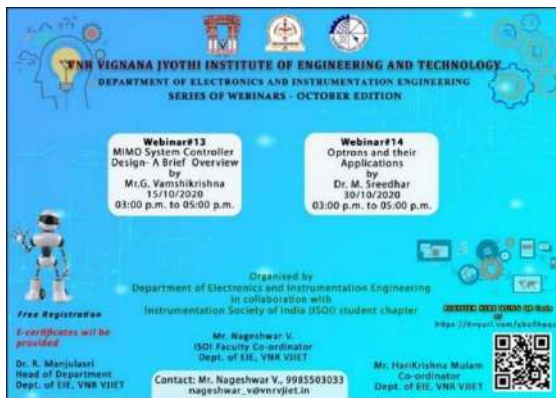 VNR VIGNANA JYOTHI INSTITUTE OF ENGINEERING AND TECHNOLOGY
DEPARTMENT OF ELECTRONICS AND INSTRUMENTATION ENGINEERING
SERIES OF WEBINARS - OCTOBER EDITION
Webinar#13
MIMO System Controller
Design- A Brief Overview
by
Mr.G. Vamshikrishna
15/10/2020
03:00 p.m. to 05:00 p.m.
Webinar#14
Optrons and their
Applications
by
Dr. M. Sreedhar
30/10/2020
03:00 p.m. to 05:00 p.m.
Organised by
Department of Electronics and Instrumentation Engineering
in collaboration with
Instrumentation Society of India (ISOI) student chapter
Free Registration
E-certificates will be
provided
Dr. R. Manjulasri
Head of Department
Dept. of EIE, VNR VJIET
Mr. Nageshwar V.
ISOI Faculty Co-ordinator
Dept. of EIE, VNR VJIET
Contact: Mr. Nageshwar V., 9985503033
nageshwar_v@vnrvjiet.in
REGISTER HERE USING QR Code
or
Mr. HariKrishna Mulam
Co-ordinator
Dept. of EIE, VNR VJIET